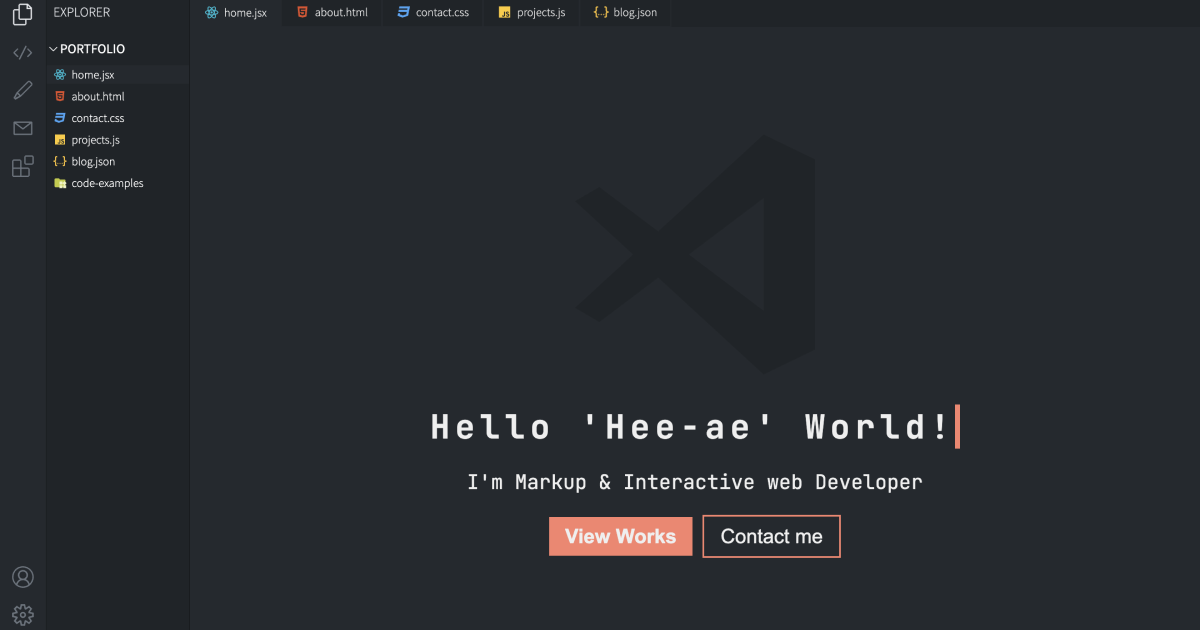 EXPLORER
PORTFOLIO
home.jsx
about.html
contact.css
projects.js
blog.json
code-examples
home.jsx
about.html
contact.css
projects.js
blog.json
Hello 'Hee-ae' World!
I'm Markup & Interactive web Developer
View Works
Contact me